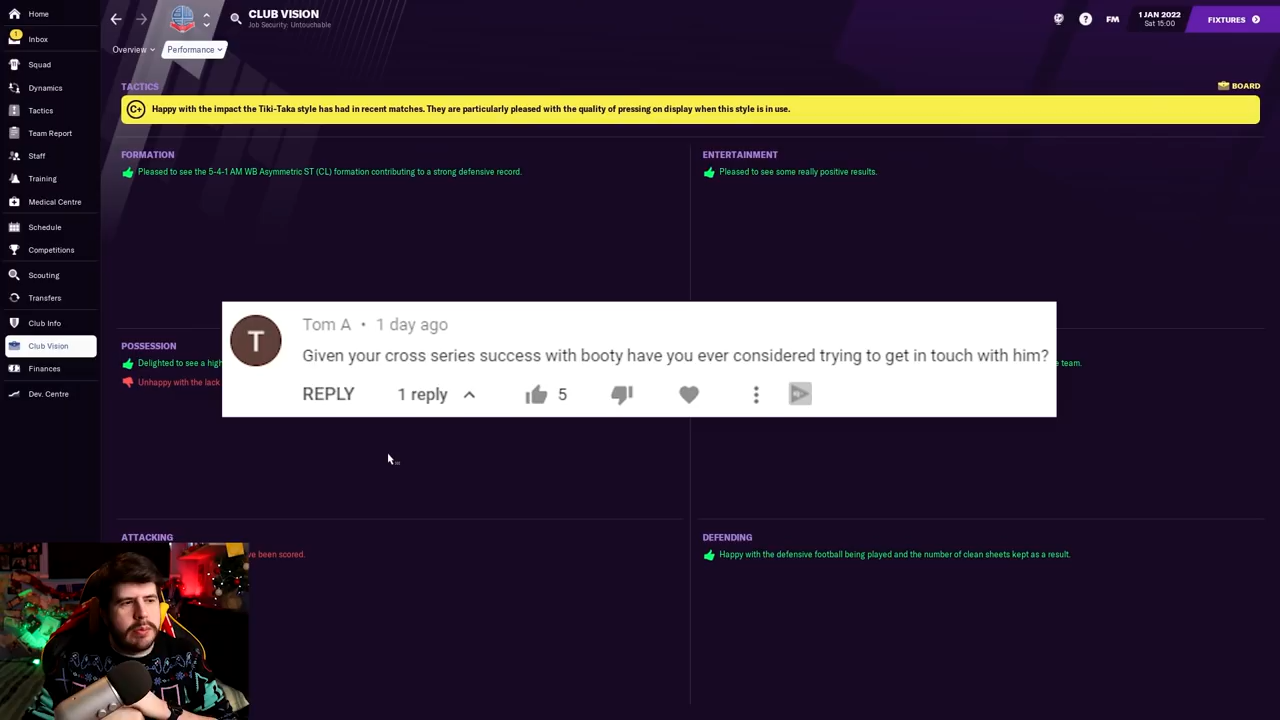 Home
Inbox
1
Squad
Dynamics
Tactics
Team Report
Staff
Training
Medical Centre
Schedule
Competitions
Scouting
Transfers
Club Info
Club Vision
Finances
Dev. Centre
CLUB VISION
Job Security: Untouchable
FM
1 JAN 2022
Sat 15:00
FIXTURES
Overview
Performance
TACTICS
BOARD
C+ Happy with the impact the Tiki-Taka style has had in recent matches. They are particularly pleased with the quality of pressing on display when this style is in use.
FORMATION
Pleased to see the 5-4-1 AM WB Asymmetric ST (CL) formation contributing to a strong defensive record.
ENTERTAINMENT
Pleased to see some really positive results.
T
Tom A • 1 day ago
Given your cross series success with booty have you ever considered trying to get in touch with him?
REPLY 1 reply 5
POSSESSION
Delighted to see a high
Unhappy with the lack
team.
ATTACKING
ve been scored.
DEFENDING
Happy with the defensive football being played and the number of clean sheets kept as a result.